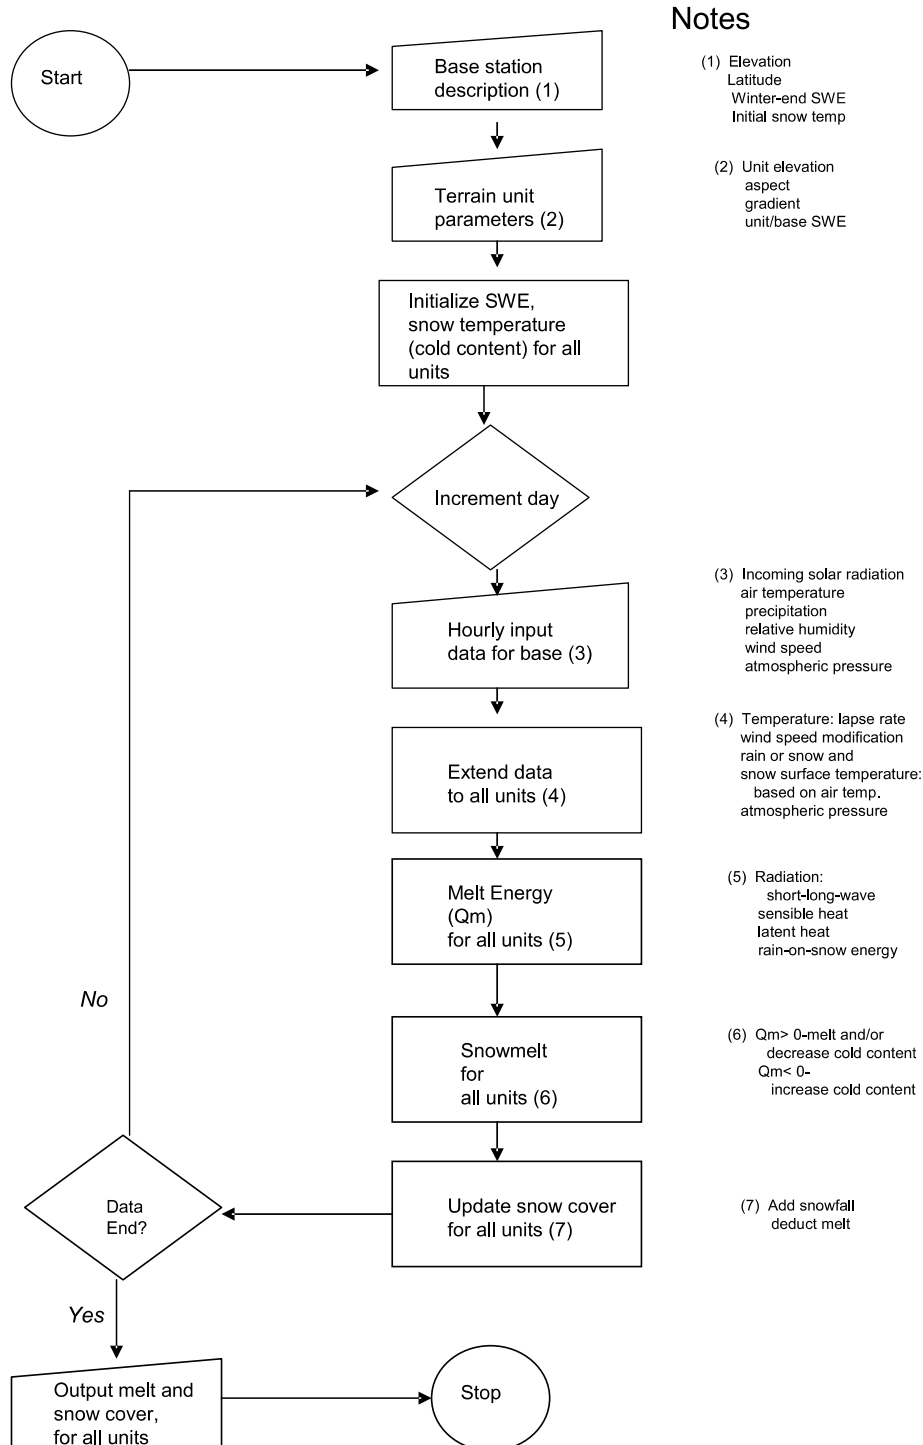 Notes
Start
Base station
description (1)
(1) Elevation
Latitude
Winter-end SWE
Initial snow temp
Terrain unit
parameters (2)
(2) Unit elevation
aspect
gradient
unit/base SWE
Initialize SWE,
snow temperature
(cold content) for all
units
Increment day
Hourly input
data for base (3)
(3) Incoming solar radiation
air temperature
precipitation
relative humidity
wind speed
atmospheric pressure
Extend data
to all units (4)
(4) Temperature: lapse rate
wind speed modification
rain or snow and
snow surface temperature:
based on air temp.
atmospheric pressure
Melt Energy
(Qm)
for all units (5)
(5) Radiation:
short-long-wave
sensible heat
latent heat
rain-on-snow energy
No
Snowmelt
for
all units (6)
(6) Qm> 0-melt and/or
decrease cold content
Qm< 0-
increase cold content
Update snow cover
for all units (7)
(7) Add snowfall
deduct melt
Data
End?
Yes
Output melt and
snow cover,
for all units
Stop